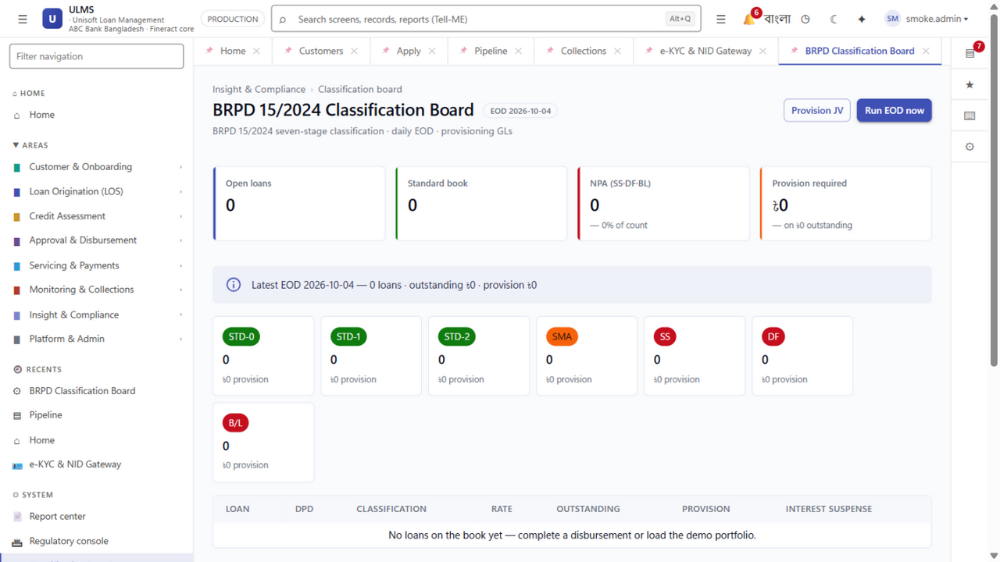 ULMS
· Unisoft Loan Management
ABC Bank Bangladesh · Fineract core
PRODUCTION
Search screens, records, reports (Tell-ME)
Alt+Q
6
বাংলা
SM
smoke.admin
Filter navigation
Home
Customers
Apply
Pipeline
Collections
e-KYC & NID Gateway
BRPD Classification Board
7
HOME
Home
AREAS
Customer & Onboarding
Loan Origination (LOS)
Credit Assessment
Approval & Disbursement
Servicing & Payments
Monitoring & Collections
Insight & Compliance
Platform & Admin
RECENTS
BRPD Classification Board
Pipeline
Home
e-KYC & NID Gateway
SYSTEM
Report center
Regulatory console
Insight & Compliance › Classification board
BRPD 15/2024 Classification Board
EOD 2026-10-04
BRPD 15/2024 seven-stage classification · daily EOD · provisioning GLs
Provision JV
Run EOD now
Open loans
0
Standard book
0
NPA (SS·DF·BL)
0
— 0% of count
Provision required
৳0
— on ৳0 outstanding
Latest EOD 2026-10-04 — 0 loans · outstanding ৳0 · provision ৳0
STD-0
0
৳0 provision
STD-1
0
৳0 provision
STD-2
0
৳0 provision
SMA
0
৳0 provision
SS
0
৳0 provision
DF
0
৳0 provision
B/L
0
৳0 provision
LOAN DPD CLASSIFICATION RATE OUTSTANDING PROVISION INTEREST SUSPENSE
No loans on the book yet — complete a disbursement or load the demo portfolio.